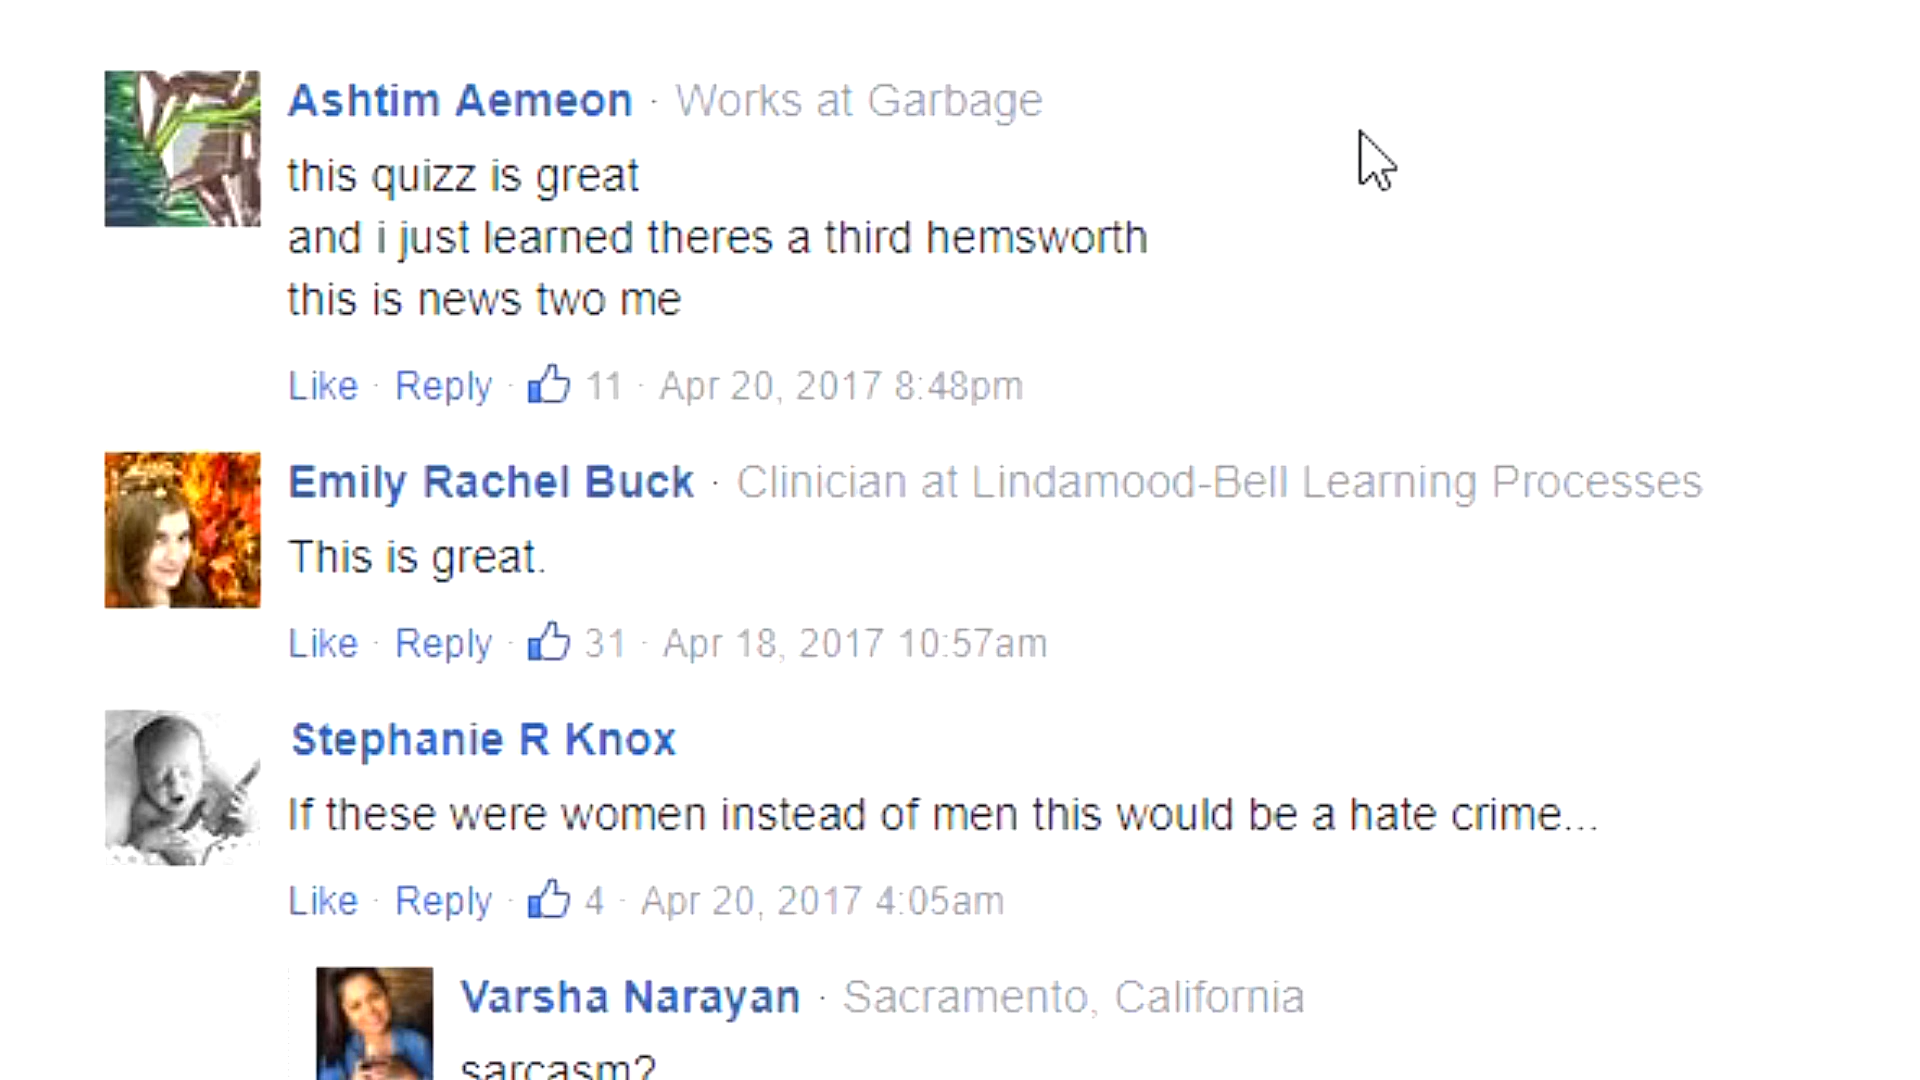 Ashtim Aemeon · Works at Garbage
this quizz is great
and i just learned theres a third hemsworth
this is news two me
Like · Reply · 11 · Apr 20, 2017 8:48pm
Emily Rachel Buck · Clinician at Lindamood-Bell Learning Processes
This is great.
Like · Reply · 31 · Apr 18, 2017 10:57am
Stephanie R Knox
If these were women instead of men this would be a hate crime...
Like · Reply · 4 · Apr 20, 2017 4:05am
Varsha Narayan · Sacramento, California
sarcasm?